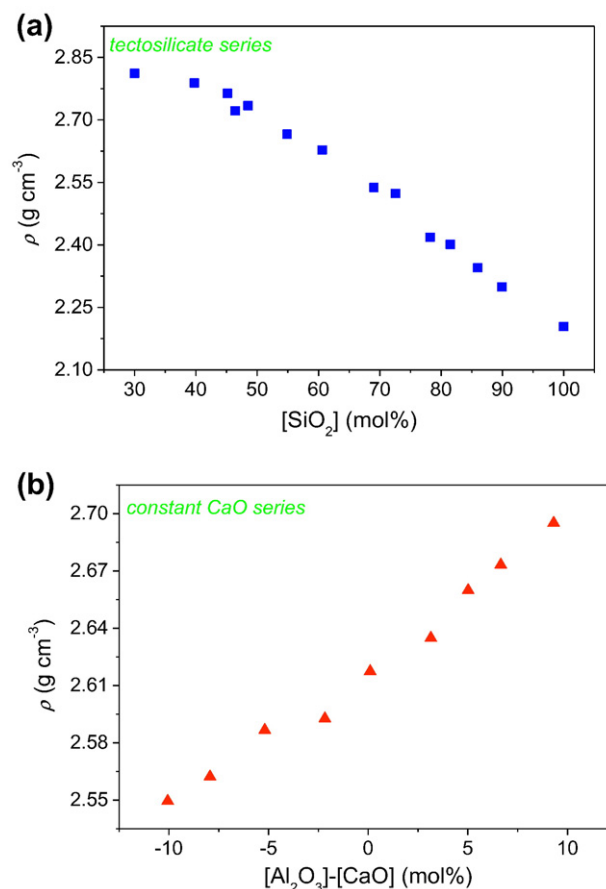 (a)
tectosilicate series
2.85
2.70
2.55
2.40
2.25
2.10
ρ (g cm⁻³)
30 40 50 60 70 80 90 100
[SiO₂] (mol%)
(b)
constant CaO series
2.70
2.67
2.64
2.61
2.58
2.55
ρ (g cm⁻³)
-10 -5 0 5 10
[Al₂O₃]-[CaO] (mol%)